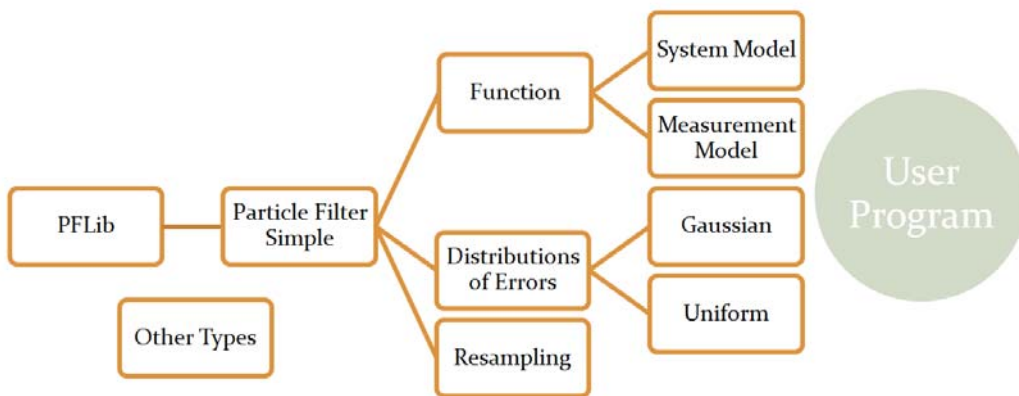 PFLib
Other Types
Particle Filter
Simple
Function
Distributions
of Errors
Resampling
System Model
Measurement
Model
Gaussian
Uniform
User
Program